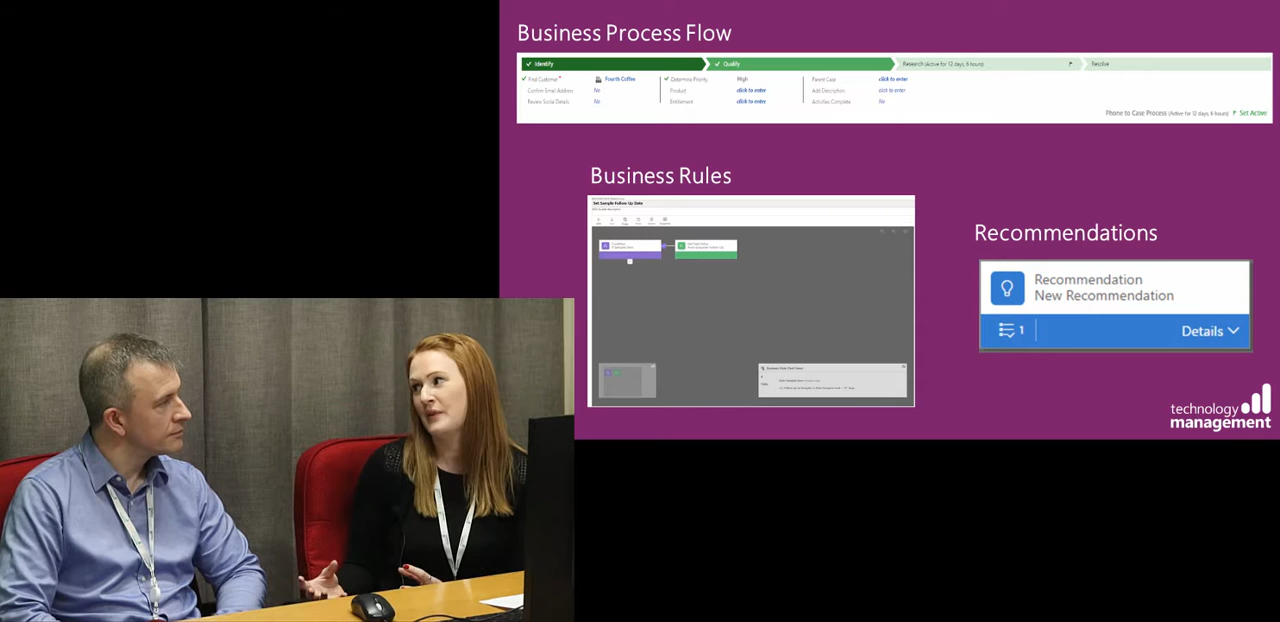 Business Process Flow
Identify
Qualify
Research (Active for 12 days, 6 hours)
Resolve
Find Customer *
Fourth Coffee
Determine Priority
High
Parent Case
click to enter
Confirm Email Address
No
Product
click to enter
Add Description
click to enter
Review Social Details
No
Entitlement
click to enter
Activities Complete
No
Phone to Case Process (Active for 12 days, 6 hours)
Set Active
Business Rules
Set Sample Follow Up Date
Recommendations
Recommendation
New Recommendation
1
Details
technology
management